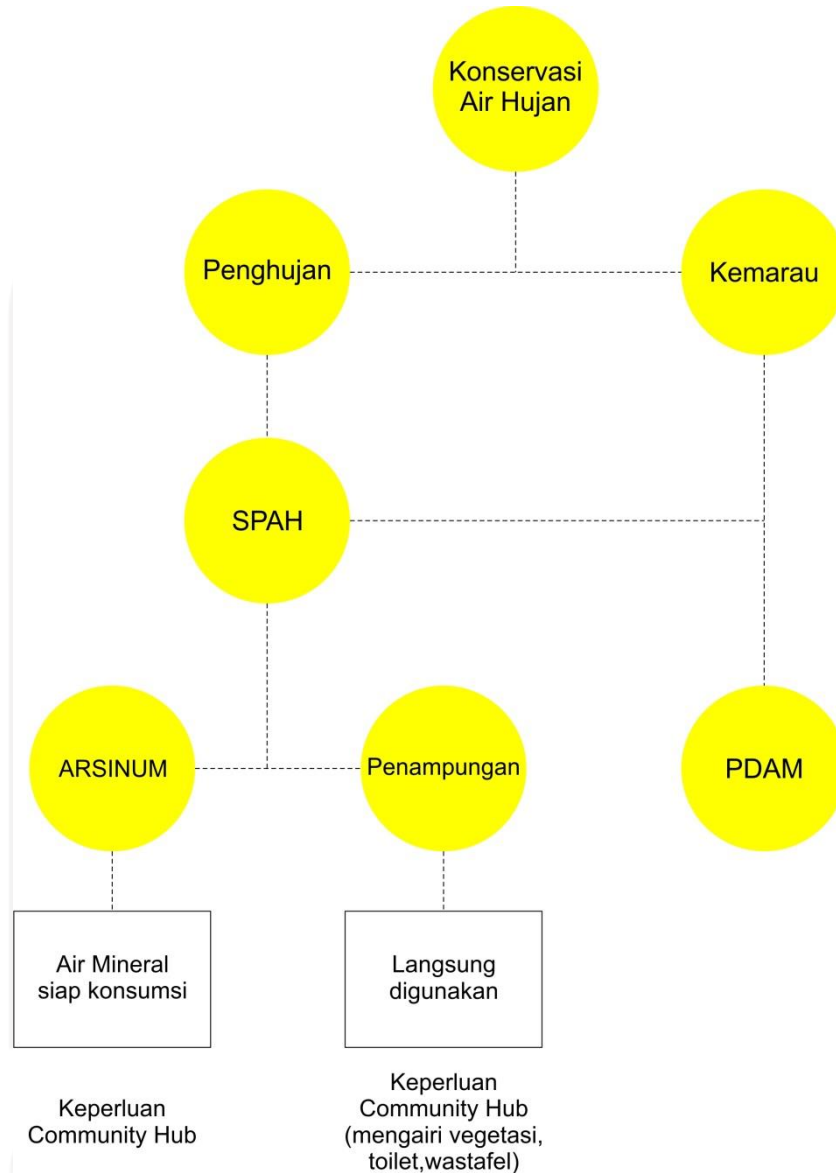 Konservasi
Air Hujan
Penghujan
Kemarau
SPAH
ARSINUM
Penampungan
PDAM
Air Mineral
siap konsumsi
Langsung
digunakan
Keperluan
Community Hub
Keperluan
Community Hub
(mengairi vegetasi,
toilet,wastafel)